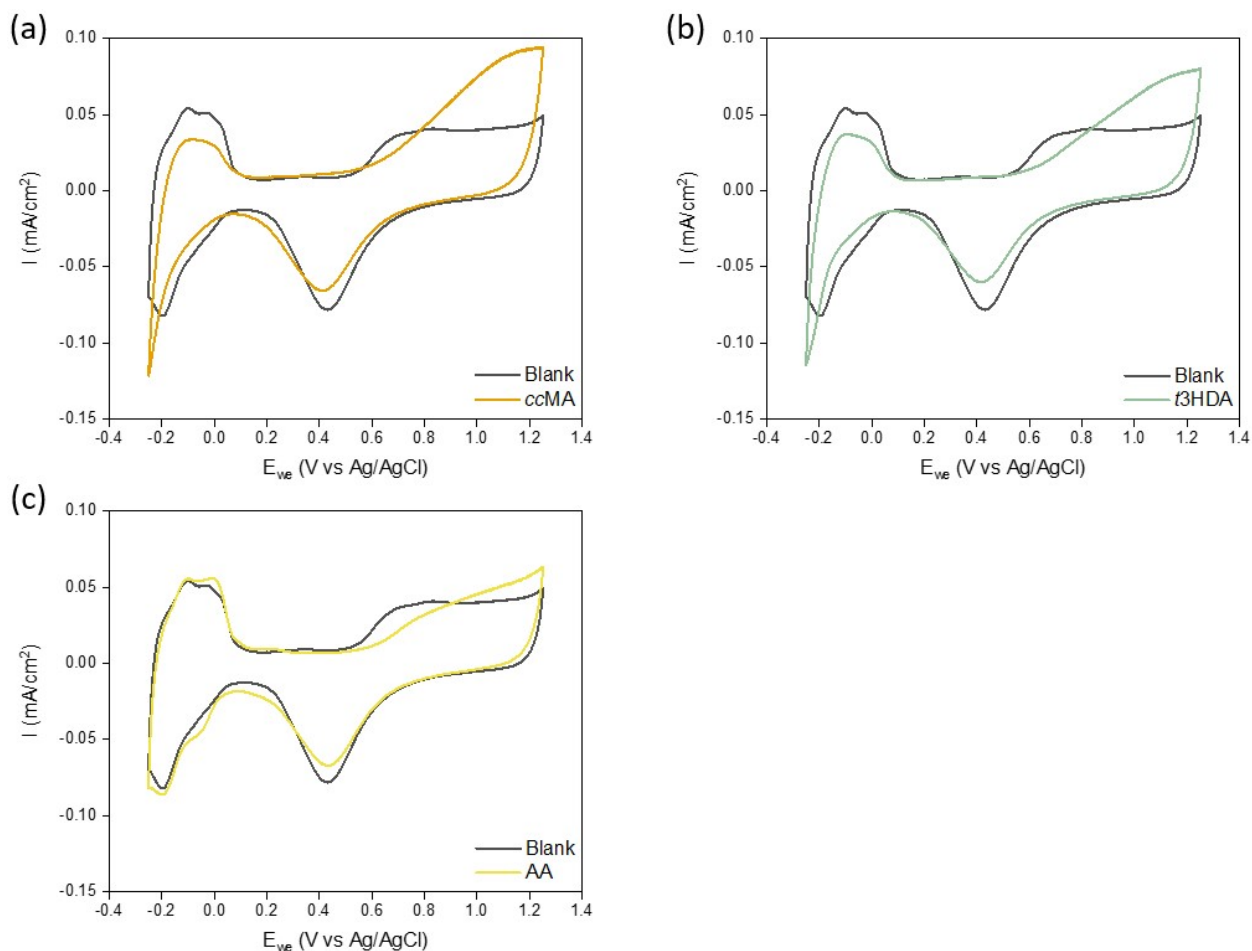 (a)
0.10
0.05
0.00
-0.05
-0.10
-0.15
I (mA/cm²)
Blank
ccMA
-0.4 -0.2 0.0 0.2 0.4 0.6 0.8 1.0 1.2 1.4
Ewe (V vs Ag/AgCl)
(b)
0.10
0.05
0.00
-0.05
-0.10
-0.15
I (mA/cm²)
Blank
t3HDA
-0.4 -0.2 0.0 0.2 0.4 0.6 0.8 1.0 1.2 1.4
Ewe (V vs Ag/AgCl)
(c)
0.10
0.05
0.00
-0.05
-0.10
-0.15
I (mA/cm²)
Blank
AA
-0.4 -0.2 0.0 0.2 0.4 0.6 0.8 1.0 1.2 1.4
Ewe (V vs Ag/AgCl)